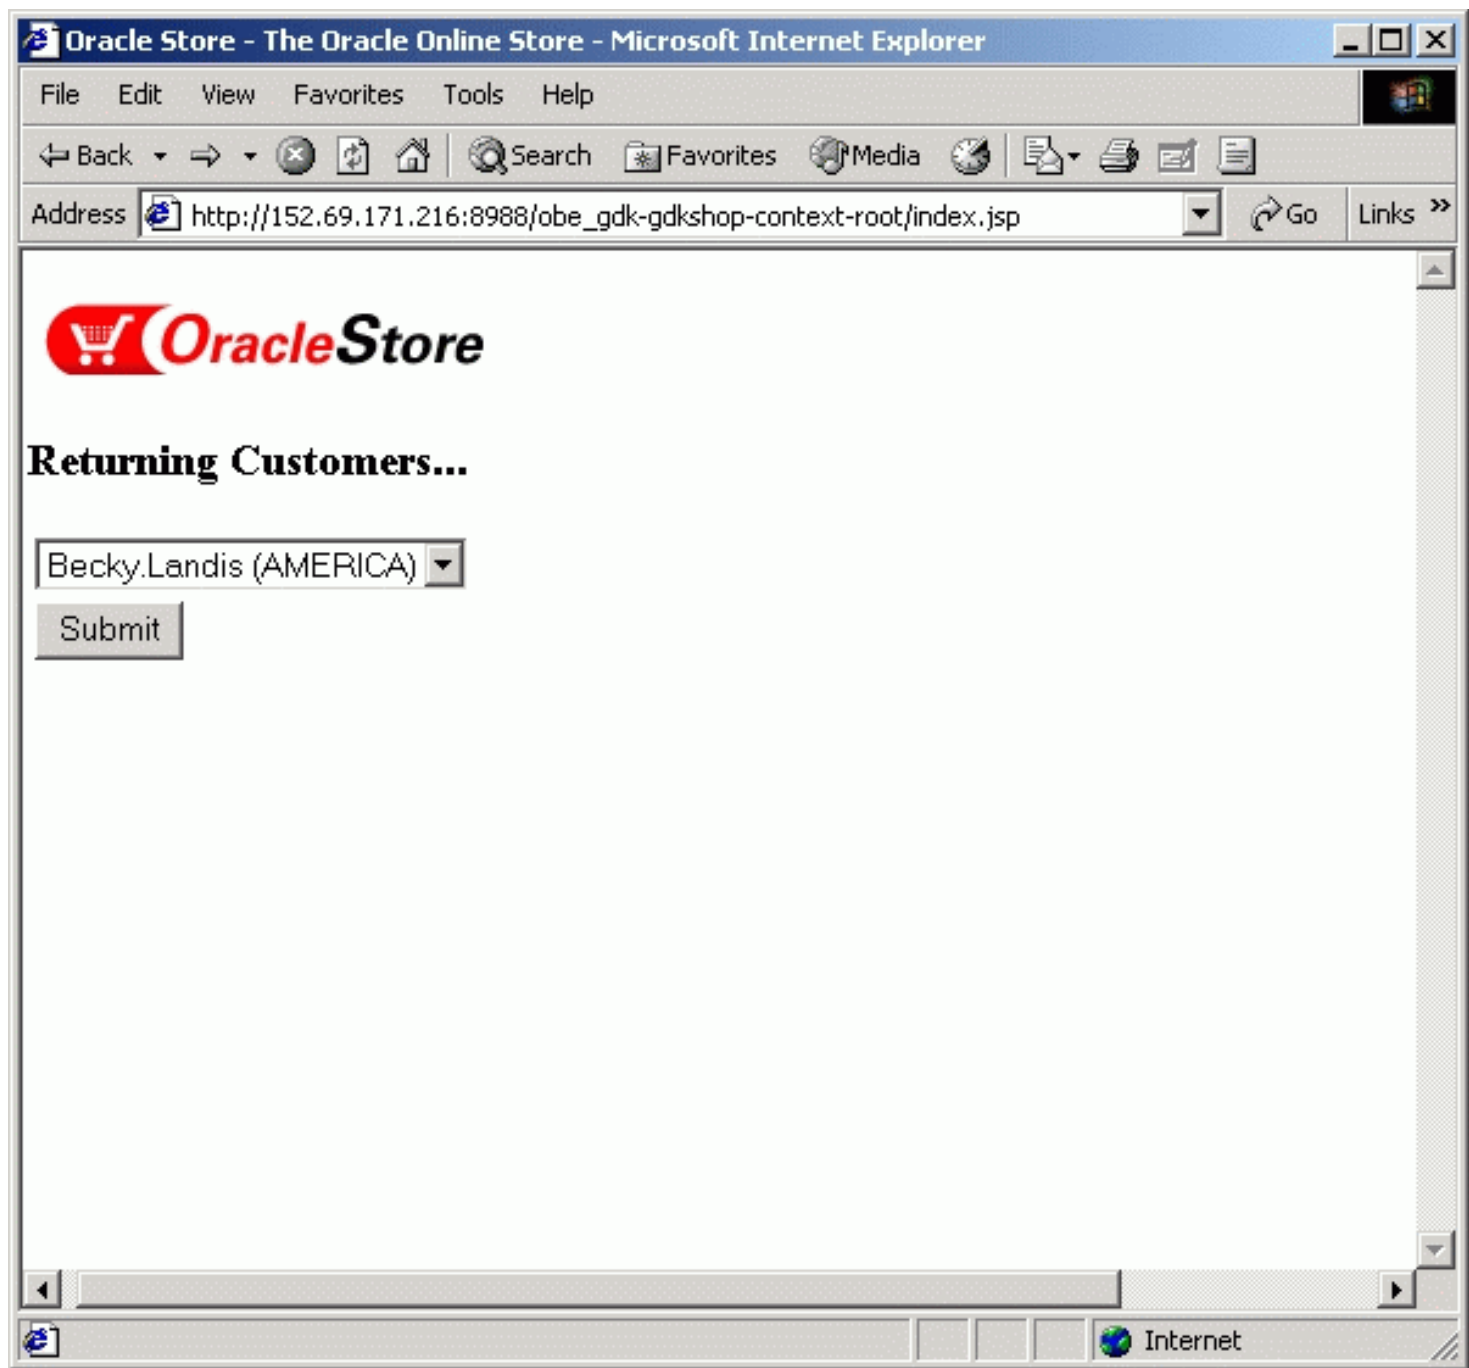 Oracle Store - The Oracle Online Store - Microsoft Internet Explorer
File Edit View Favorites Tools Help
Back Search Favorites Media
Address http://152.69.171.216:8988/obe_gdk-gdkshop-context-root/index.jsp Go Links »
OracleStore
Returning Customers...
Becky.Landis (AMERICA)
Submit
Internet